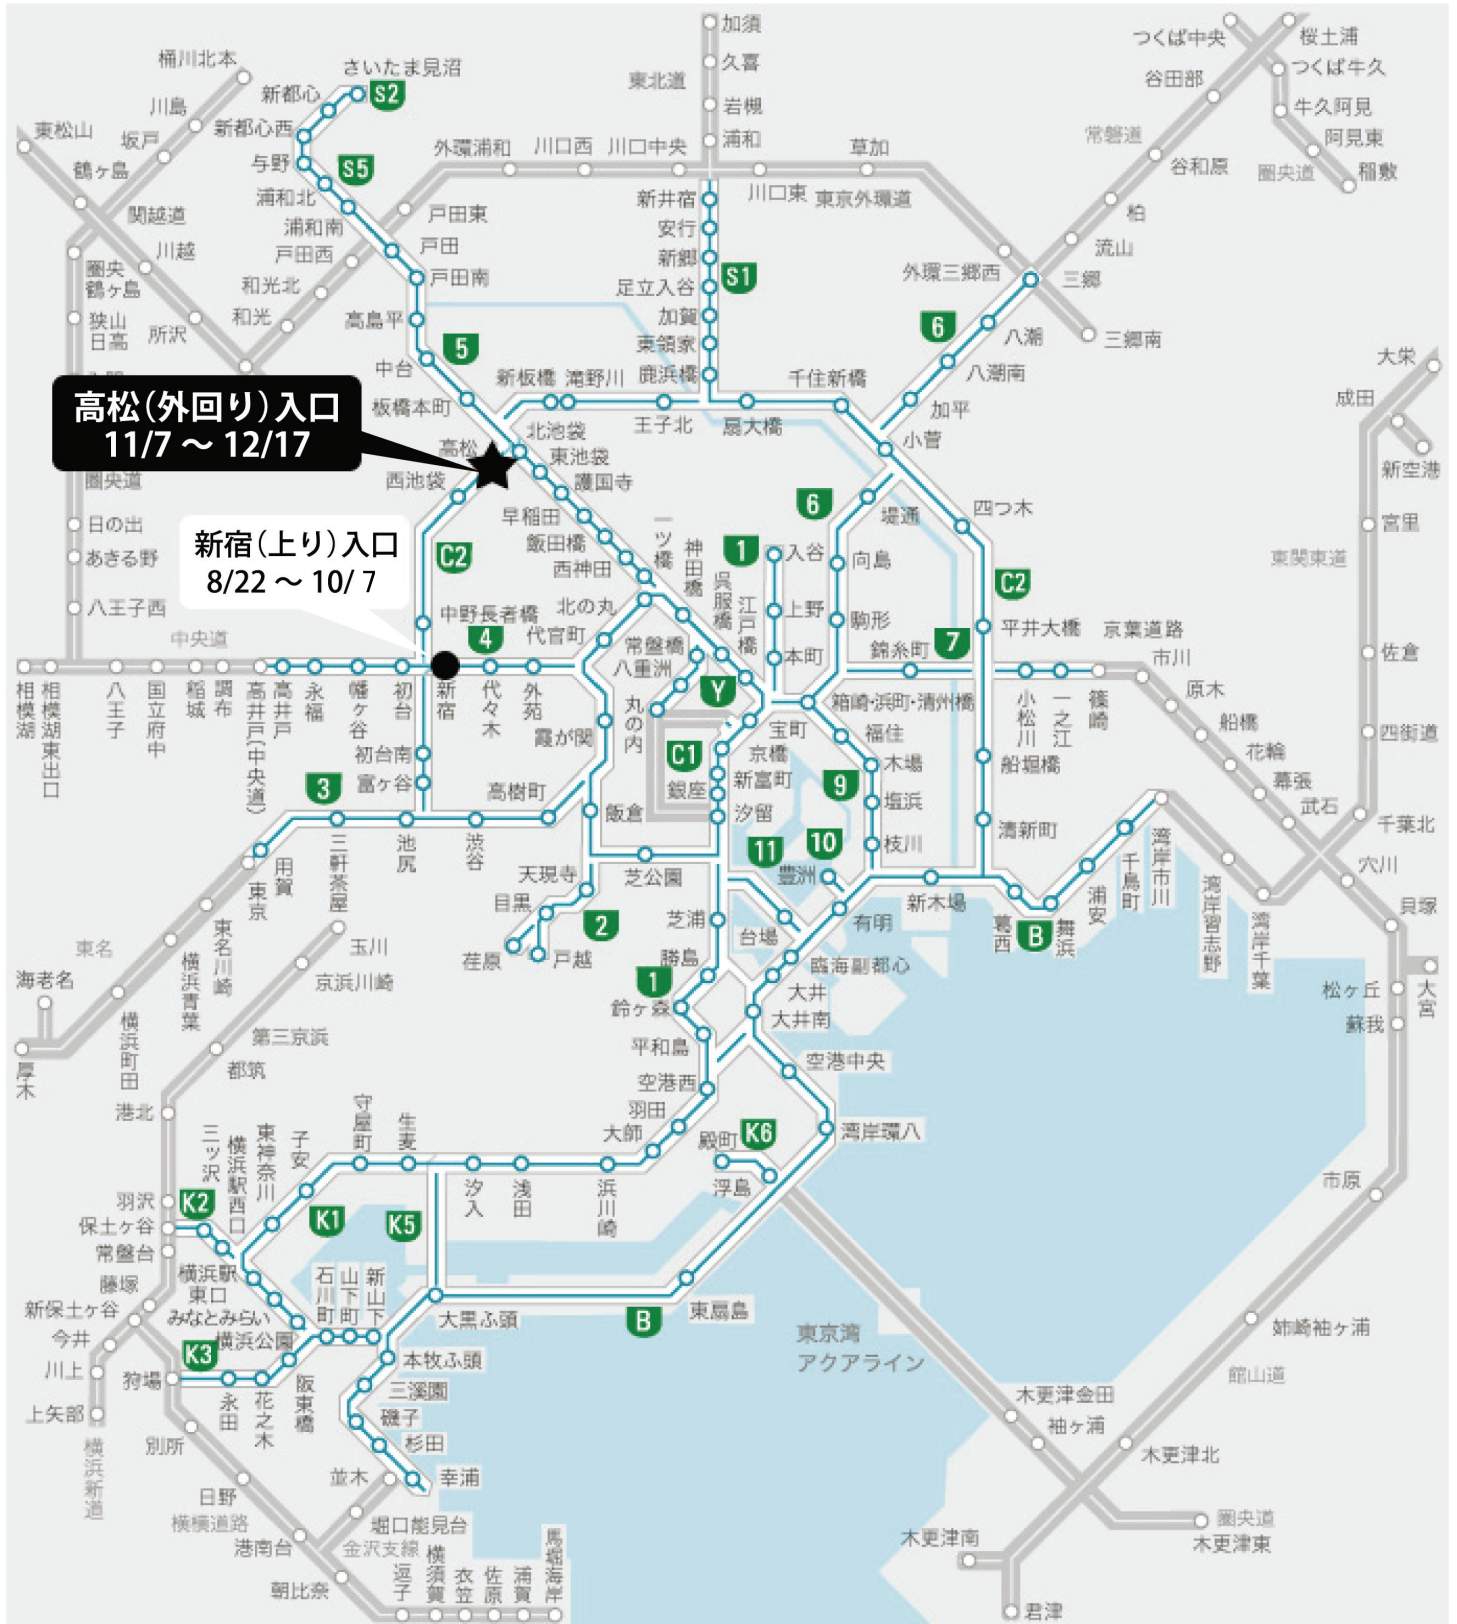 桶川北本
さいたま見沼
S2
新都心
新都心西
川島
坂戸
東松山
鶴ヶ島
与野
S5
浦和北
浦和南
関越道
川越
圏央
鶴ヶ島
狭山
日高
所沢
和光
和光北
戸田西
戸田東
戸田
戸田南
高島平
中台
5
板橋本町
外環浦和
川口西
川口中央
加須
久喜
東北道
岩槻
浦和
草加
川口東
東京外環道
新井宿
安行
新郷
足立入谷
加賀
東領家
鹿浜橋
S1
つくば中央
桜土浦
谷田部
つくば牛久
牛久阿見
阿見東
稲敷
圏央道
常磐道
谷和原
柏
流山
外環三郷西
三郷
八潮
三郷南
6
八潮南
加平
小菅
千住新橋
扇大橋
王子北
新板橋
滝野川
高松(外回り)入口
11/7 ～ 12/17
高松
北池袋
東池袋
護国寺
西池袋
早稲田
飯田橋
西神田
圏央道
日の出
あきる野
八王子西
新宿(上り)入口
8/22 ～ 10/ 7
C2
中野長者橋
4
代官町
北の丸
一ツ橋
神田橋
呉服橋
江戸橋
常盤橋
八重洲
丸の内
Y
1
入谷
上野
本町
6
堤通
向島
駒形
四つ木
C2
平井大橋
京葉道路
錦糸町
7
市川
原木
船橋
花輪
幕張
武石
大栄
成田
新空港
宮里
東関東道
佐倉
四街道
千葉北
穴川
貝塚
大宮
松ヶ丘
蘇我
中央道
相模湖
相模湖東出口
八王子
国立府中
稲城
調布
高井戸(中央道)
高井戸
永福
幡ヶ谷
初台
新宿
代々木
外苑
霞が関
初台南
富ヶ谷
3
高樹町
飯倉
C1
銀座
京橋
新富町
汐留
宝町
箱崎・浜町・清州橋
福住
木場
9
塩浜
枝川
小松川
一之江
篠崎
船堀橋
清新町
用賀
東京
三軒茶屋
池尻
渋谷
天現寺
目黒
荏原
戸越
2
芝公園
芝浦
11
10
豊洲
台場
有明
新木場
葛西
B
舞浜
浦安
千鳥町
湾岸市川
湾岸習志野
湾岸千葉
臨海副都心
大井
大井南
勝島
1
鈴ヶ森
平和島
空港西
羽田
大師
空港中央
湾岸環八
殿町
K6
浮島
東名
東名川崎
横浜青葉
横浜町田
海老名
厚木
玉川
京浜川崎
第三京浜
都筑
港北
羽沢
保土ヶ谷
常盤台
藤塚
新保土ヶ谷
今井
川上
上矢部
横浜新道
K2
三ッ沢
横浜駅西口
東神奈川
子安
守屋町
生麦
K1
K5
汐入
浅田
浜川崎
横浜駅
東口
みなとみらい
横浜公園
石川町
山下町
新山下
K3
狩場
永田
花之木
阪東橋
大黒ふ頭
本牧ふ頭
三溪園
磯子
杉田
幸浦
B
東扇島
東京湾
アクアライン
別所
日野
横横道路
港南台
朝比奈
並木
堀口能見台
金沢支線
逗子
横須賀
衣笠
佐原
浦賀
馬堀海岸
市原
姉崎袖ヶ浦
館山道
木更津金田
袖ヶ浦
木更津北
圏央道
木更津東
木更津南
君津